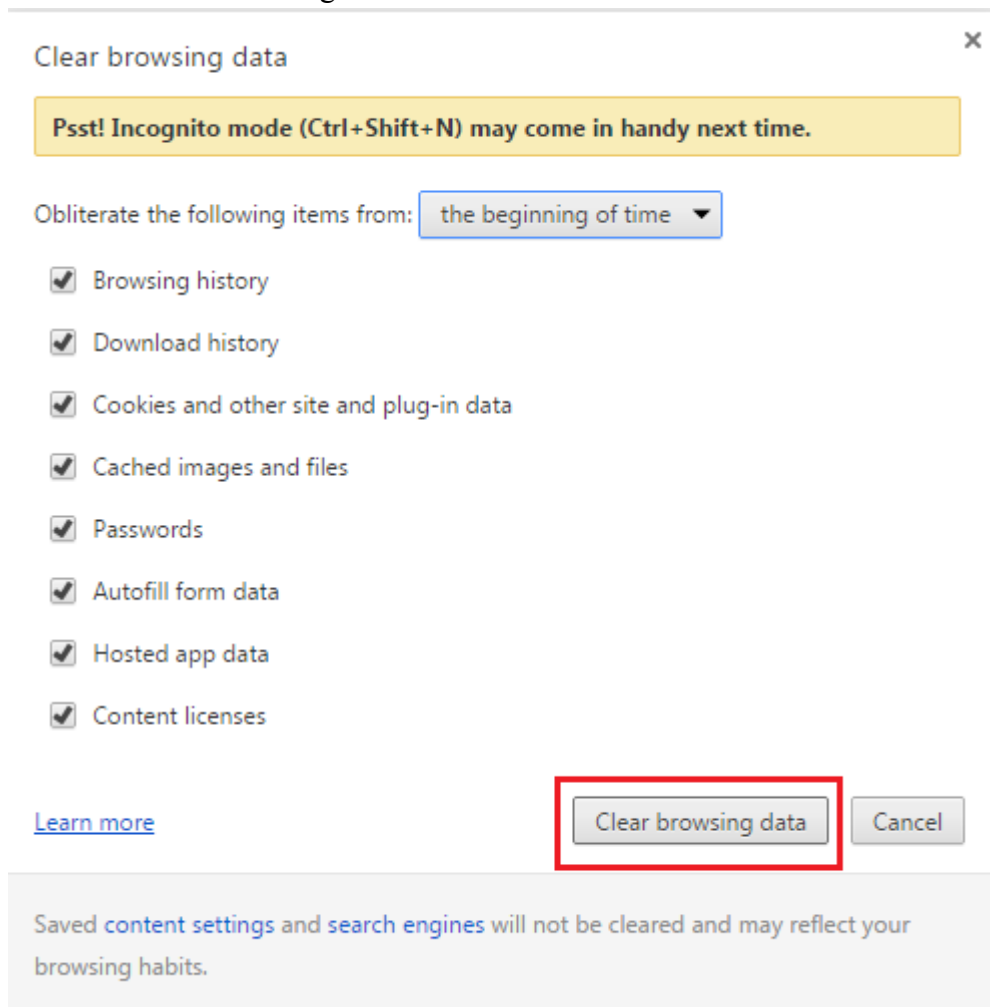 Clear browsing data
Psst! Incognito mode (Ctrl+Shift+N) may come in handy next time.
Obliterate the following items from: the beginning of time
Browsing history
Download history
Cookies and other site and plug-in data
Cached images and files
Passwords
Autofill form data
Hosted app data
Content licenses
Learn more Clear browsing data Cancel
Saved content settings and search engines will not be cleared and may reflect your
browsing habits.